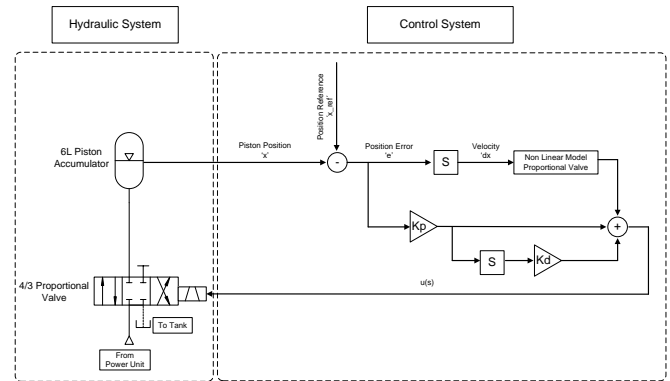 Hydraulic System
Control System
Position Reference
'x_ref'
6L Piston
Accumulator
Piston Position
'x'
-
Position Error
'e'
S
Velocity
'dx
Non Linear Model
Proportional Valve
Kp
+
S
Kd
4/3 Proportional
Valve
u(s)
To Tank
From
Power Unit